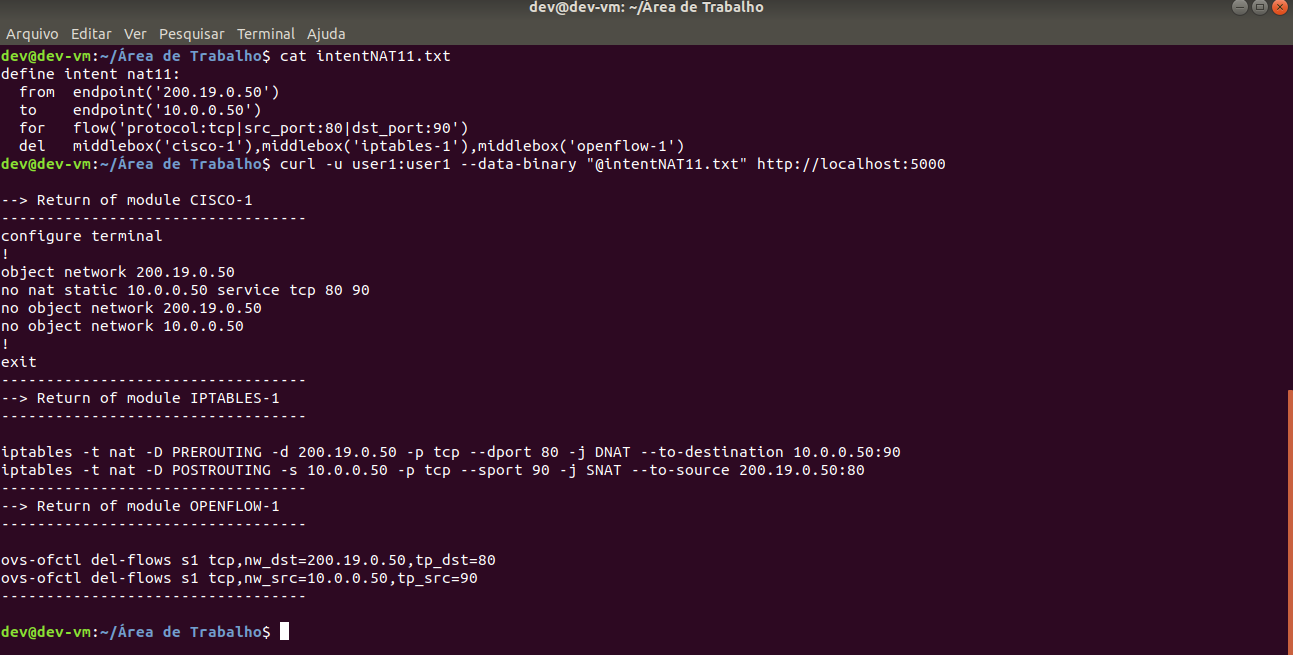 dev@dev-vm: ~/Área de Trabalho
Arquivo Editar Ver Pesquisar Terminal Ajuda
dev@dev-vm:~/Área de Trabalho$ cat intentNAT11.txt
define intent nat11:
  from  endpoint('200.19.0.50')
  to    endpoint('10.0.0.50')
  for   flow('protocol:tcp|src_port:80|dst_port:90')
  del   middlebox('cisco-1'),middlebox('iptables-1'),middlebox('openflow-1')
dev@dev-vm:~/Área de Trabalho$ curl -u user1:user1 --data-binary "@intentNAT11.txt" http://localhost:5000
--> Return of module CISCO-1
----------------------------------
configure terminal
!
object network 200.19.0.50
no nat static 10.0.0.50 service tcp 80 90
no object network 200.19.0.50
no object network 10.0.0.50
!
exit
----------------------------------
--> Return of module IPTABLES-1
----------------------------------
iptables -t nat -D PREROUTING -d 200.19.0.50 -p tcp --dport 80 -j DNAT --to-destination 10.0.0.50:90
iptables -t nat -D POSTROUTING -s 10.0.0.50 -p tcp --sport 90 -j SNAT --to-source 200.19.0.50:80
----------------------------------
--> Return of module OPENFLOW-1
----------------------------------
ovs-ofctl del-flows s1 tcp,nw_dst=200.19.0.50,tp_dst=80
ovs-ofctl del-flows s1 tcp,nw_src=10.0.0.50,tp_src=90
----------------------------------
dev@dev-vm:~/Área de Trabalho$